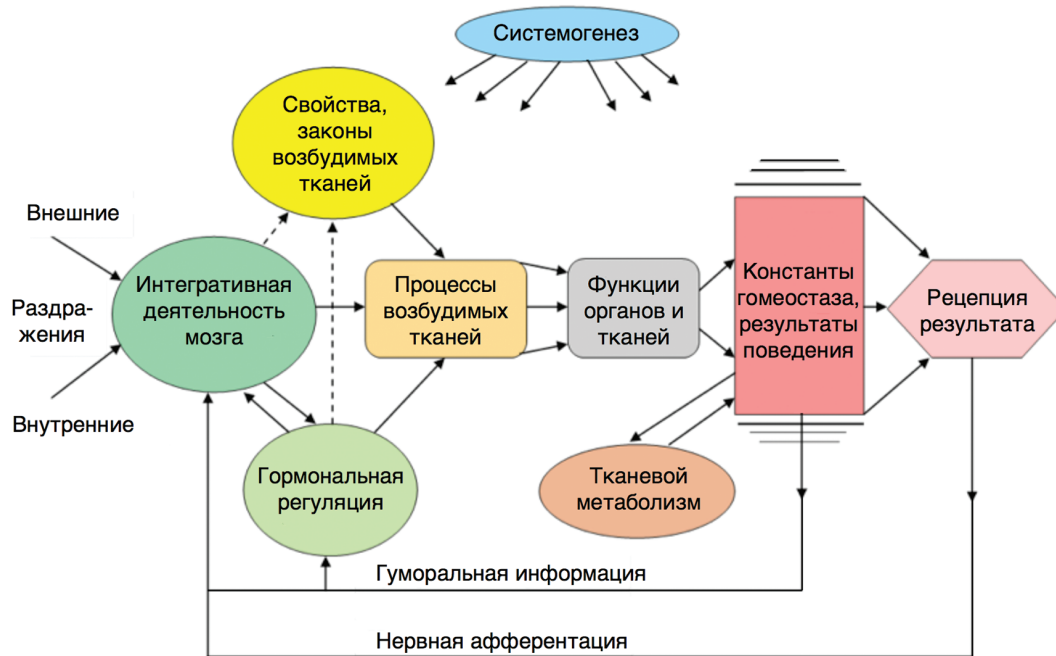 Системогенез
Свойства,
законы
возбудимых
тканей
Внешние
Раздра-
жения
Внутренние
Интегративная
деятельность
мозга
Процессы
возбудимых
тканей
Функции
органов и
тканей
Константы
гомеостаза,
результаты
поведения
Рецепция
результата
Гормональная
регуляция
Тканевой
метаболизм
Гуморальная информация
Нервная афферентация